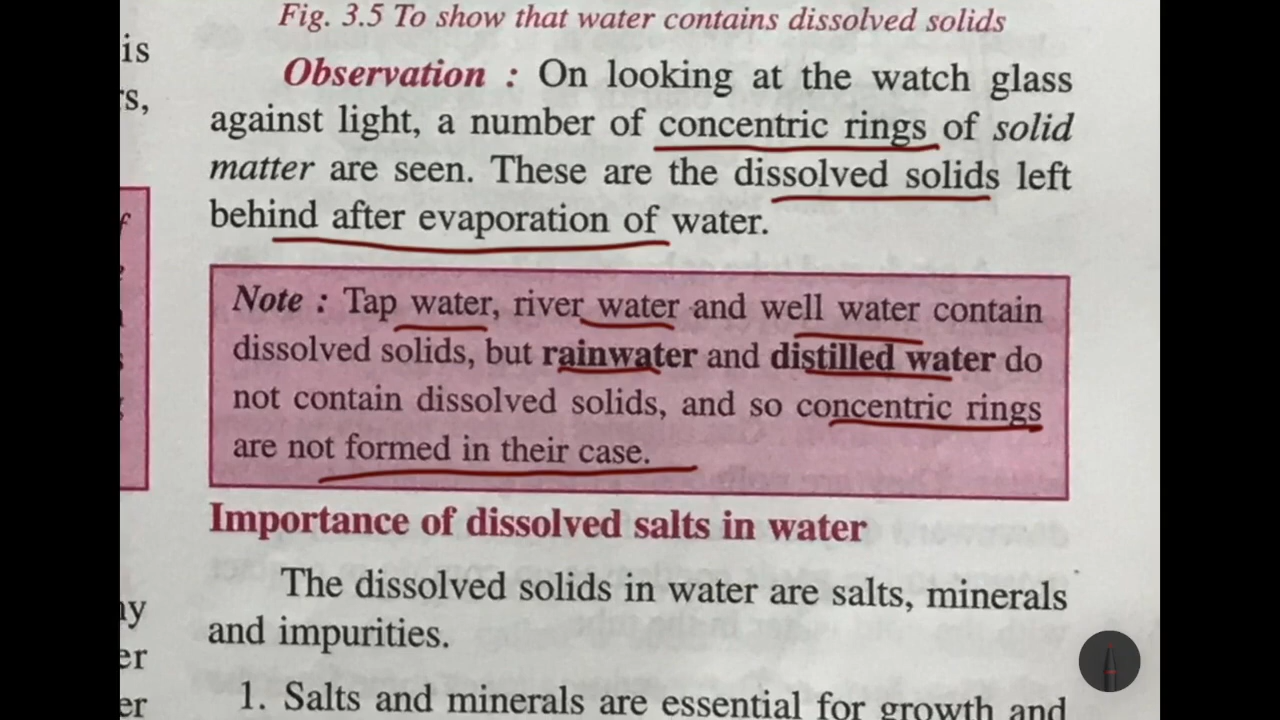 Fig. 3.5 To show that water contains dissolved solids
is
Observation : On looking at the watch glass
against light, a number of concentric rings of solid
matter are seen. These are the dissolved solids left
behind after evaporation of water.
Note : Tap water, river water and well water contain
dissolved solids, but rainwater and distilled water do
not contain dissolved solids, and so concentric rings
are not formed in their case.
Importance of dissolved salts in water
The dissolved solids in water are salts, minerals
and impurities.
er
1. Salts and minerals are essential for growth and
er